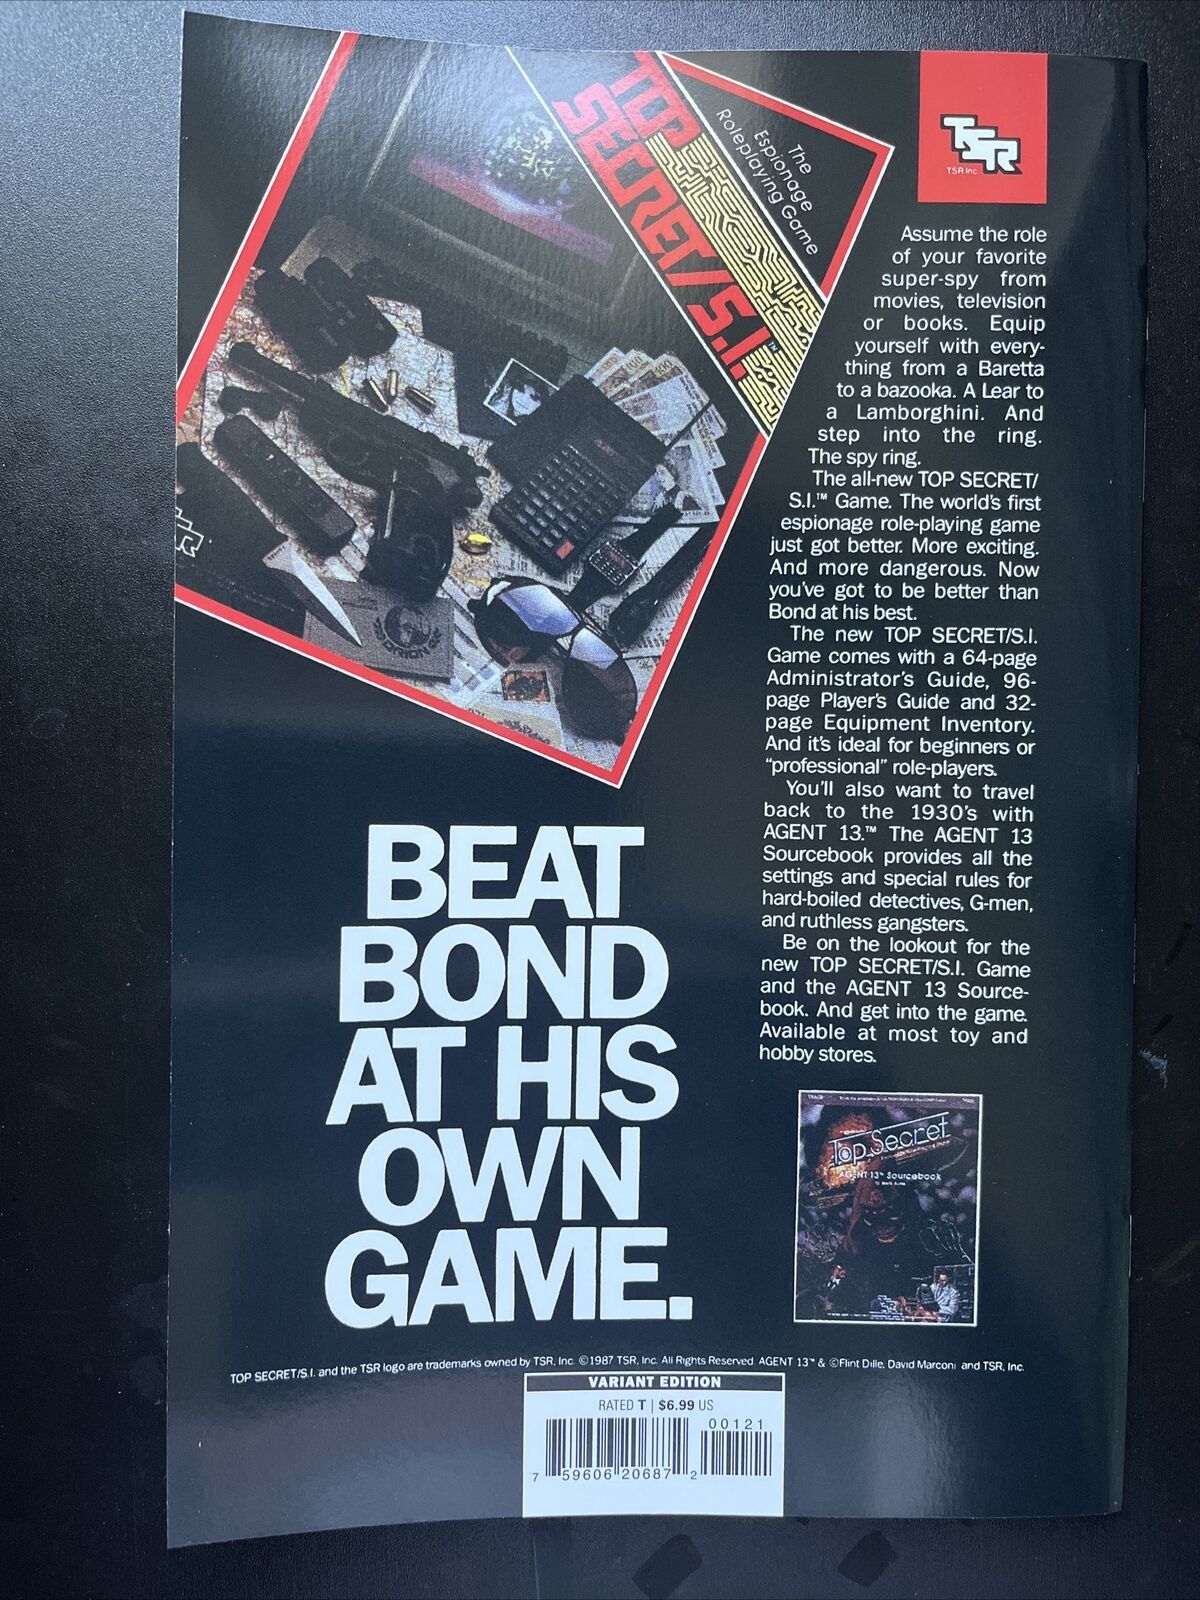 TOP
SECRET/S.I.™
The
Espionage
Roleplaying Game
TSR
TSR Inc.
Assume the role
of your favorite
super-spy from
movies, television
or books. Equip
yourself with every-
thing from a Baretta
to a bazooka. A Lear to
a Lamborghini. And
step into the ring.
The spy ring.
The all-new TOP SECRET/
S.I.™ Game. The world's first
espionage role-playing game
just got better. More exciting.
And more dangerous. Now
you've got to be better than
Bond at his best.
The new TOP SECRET/S.I.
Game comes with a 64-page
Administrator's Guide, 96-
page Player's Guide and 32-
page Equipment Inventory.
And it's ideal for beginners or
"professional" role-players.
You'll also want to travel
back to the 1930's with
AGENT 13.™ The AGENT 13
Sourcebook provides all the
settings and special rules for
hard-boiled detectives, G-men,
and ruthless gangsters.
Be on the lookout for the
new TOP SECRET/S.I. Game
and the AGENT 13 Source-
book. And get into the game.
Available at most toy and
hobby stores.
ORION
BEAT
BOND
AT HIS
OWN
GAME.
Top Secret
AGENT 13™ Sourcebook
TOP SECRET/S.I. and the TSR logo are trademarks owned by TSR, Inc. ©1987 TSR, Inc. All Rights Reserved. AGENT 13™ & ©Flint Dille, David Marconi and TSR, Inc.
VARIANT EDITION
RATED T | $6.99 US
00121
7 59606 20687 2